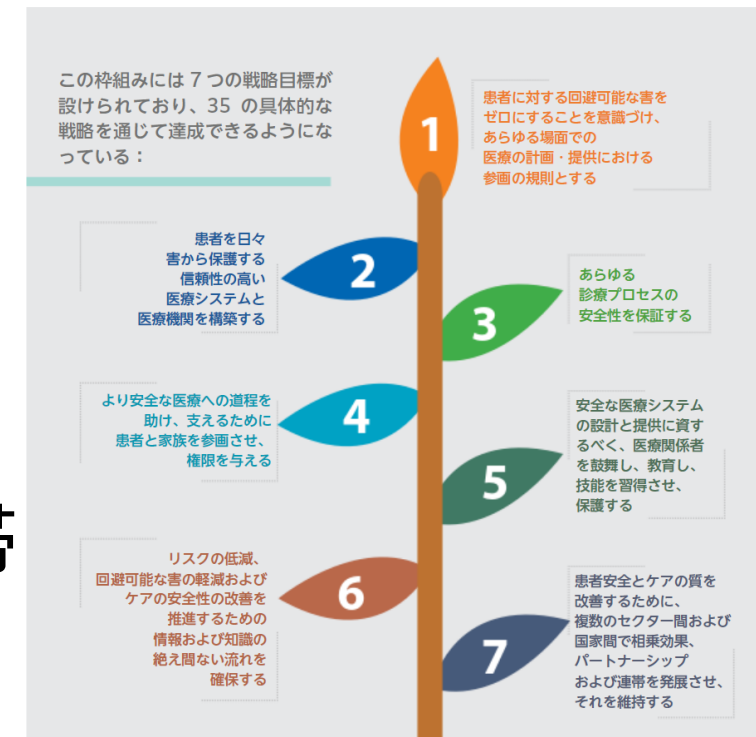 この枠組みには 7 つの戦略目標が
設けられており、35 の具体的な
戦略を通じて達成できるようにな
っている：
1
患者に対する回避可能な害を
ゼロにすることを意識づけ、
あらゆる場面での
医療の計画・提供における
参画の規則とする
2
患者を日々
害から保護する
信頼性の高い
医療システムと
医療機関を構築する
3
あらゆる
診療プロセスの
安全性を保証する
4
より安全な医療への道程を
助け、支えるために
患者と家族を参画させ、
権限を与える
5
安全な医療システム
の設計と提供に資す
るべく、医療関係者
を鼓舞し、教育し、
技能を習得させ、
保護する
6
リスクの低減、
回避可能な害の軽減および
ケアの安全性の改善を
推進するための
情報および知識の
絶え間ない流れを
確保する
7
患者安全とケアの質を
改善するために、
複数のセクター間および
国家間で相乗効果、
パートナーシップ
および連帯を発展させ、
それを維持する